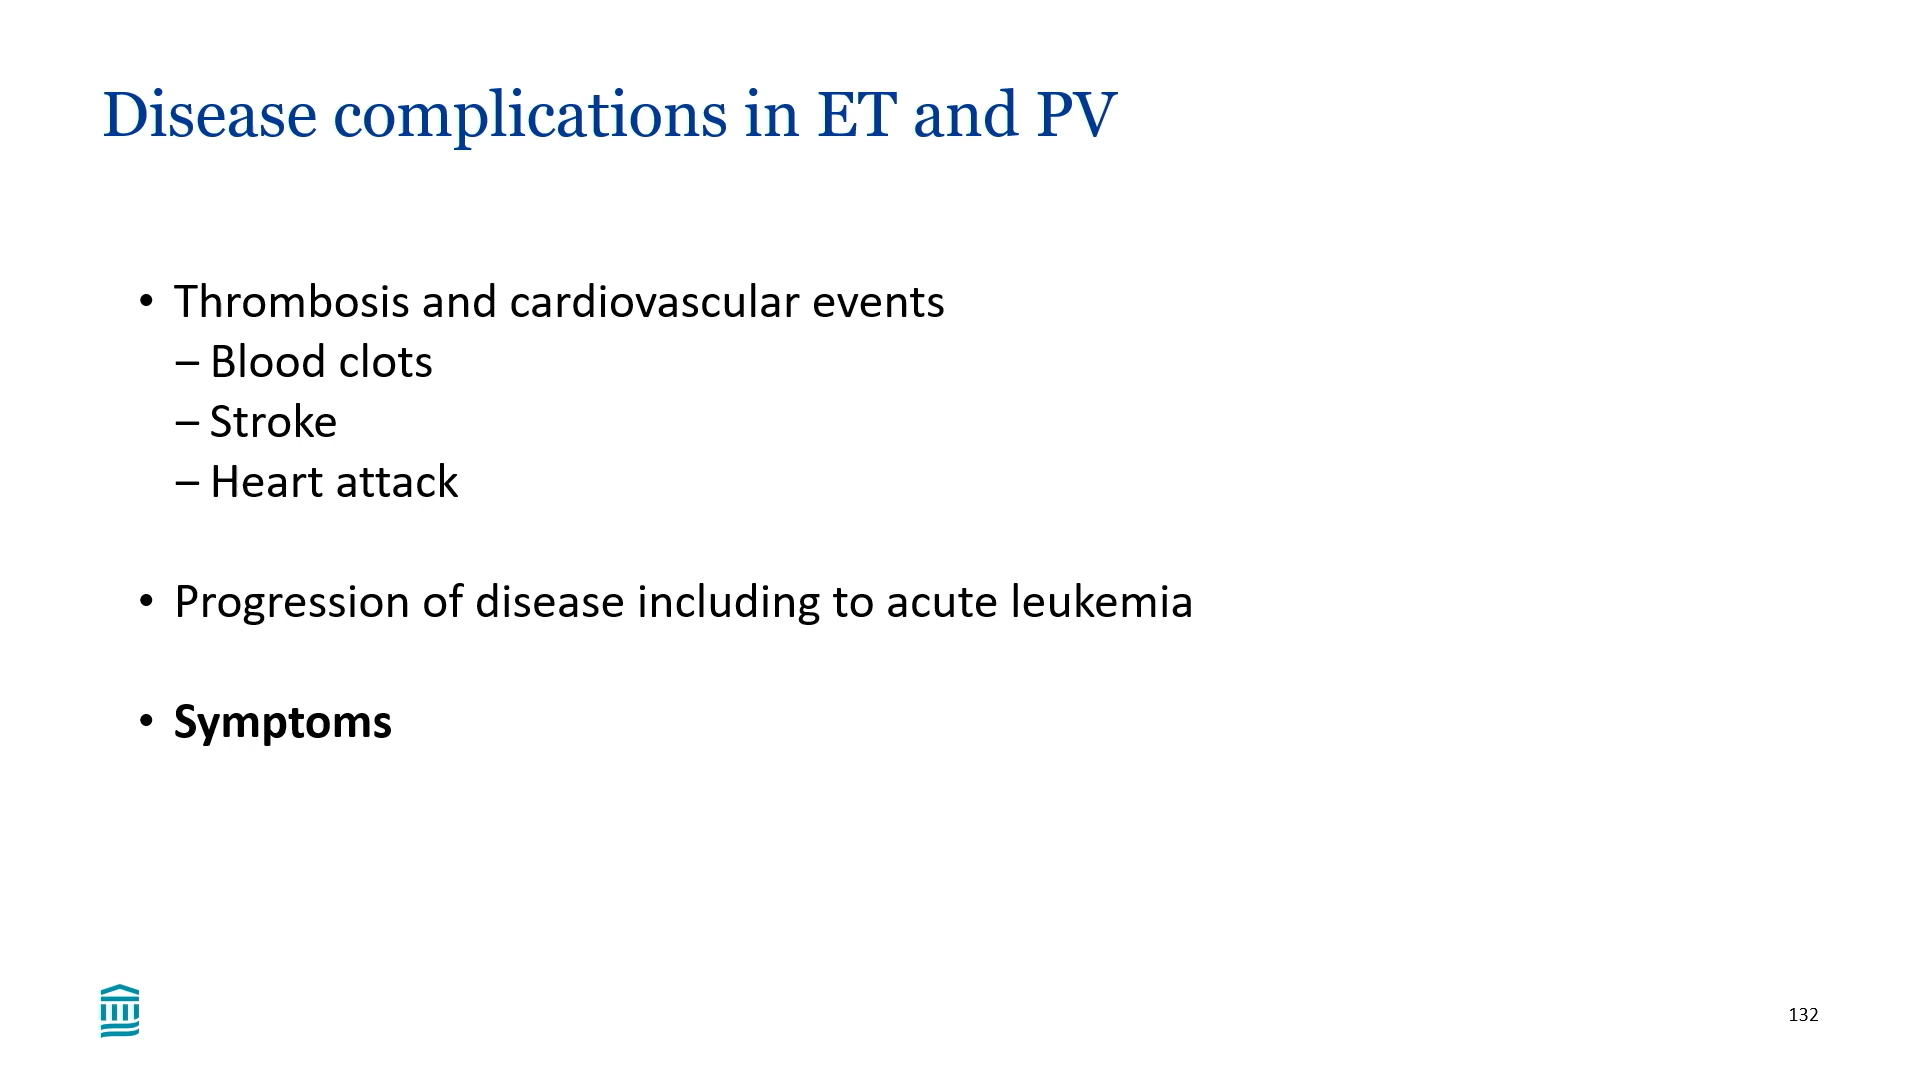 Disease complications in ET and PV
• Thrombosis and cardiovascular events
– Blood clots
– Stroke
– Heart attack
• Progression of disease including to acute leukemia
• Symptoms
132